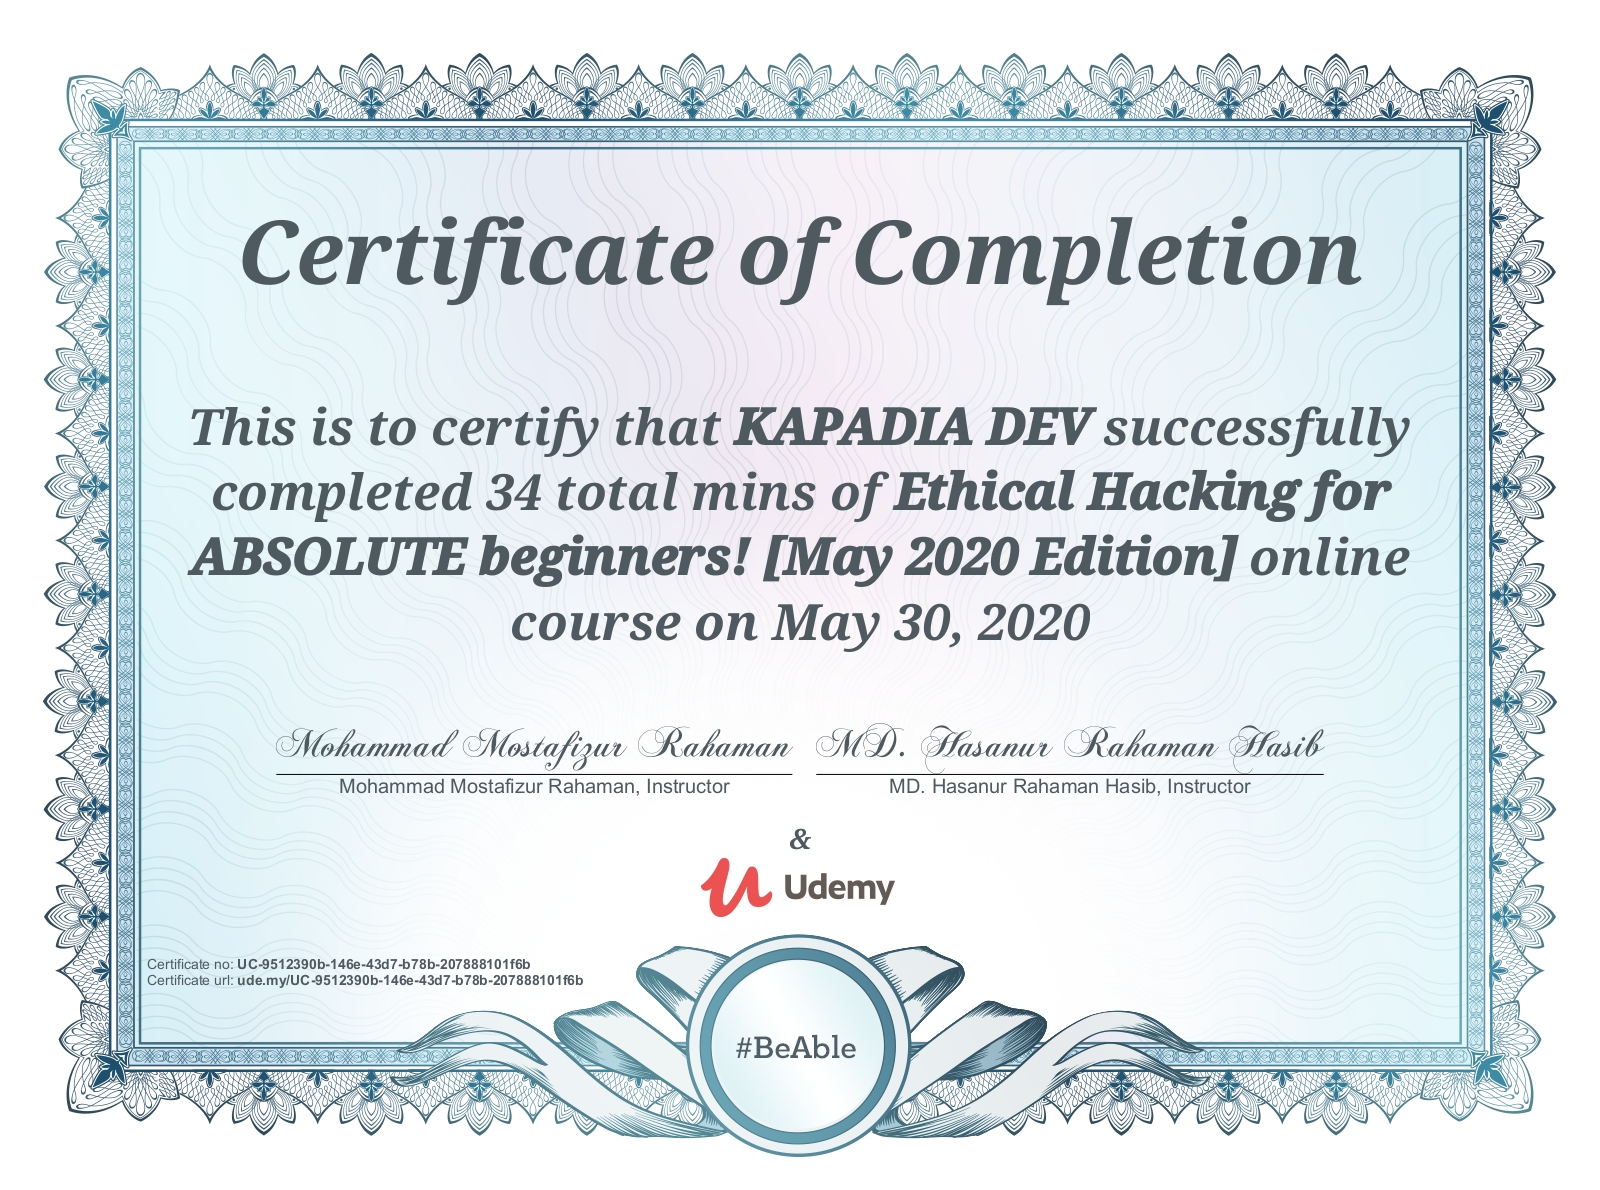 Certificate of Completion
This is to certify that KAPADIA DEV successfully
completed 34 total mins of Ethical Hacking for
ABSOLUTE beginners! [May 2020 Edition] online
course on May 30, 2020
Mohammad Mostafizur Rahaman MD. Hasanur Rahaman Hasib
Mohammad Mostafizur Rahaman, Instructor MD. Hasanur Rahaman Hasib, Instructor
&
Udemy
Certificate no: UC-9512390b-146e-43d7-b78b-207888101f6b
Certificate url: ude.my/UC-9512390b-146e-43d7-b78b-207888101f6b
#BeAble